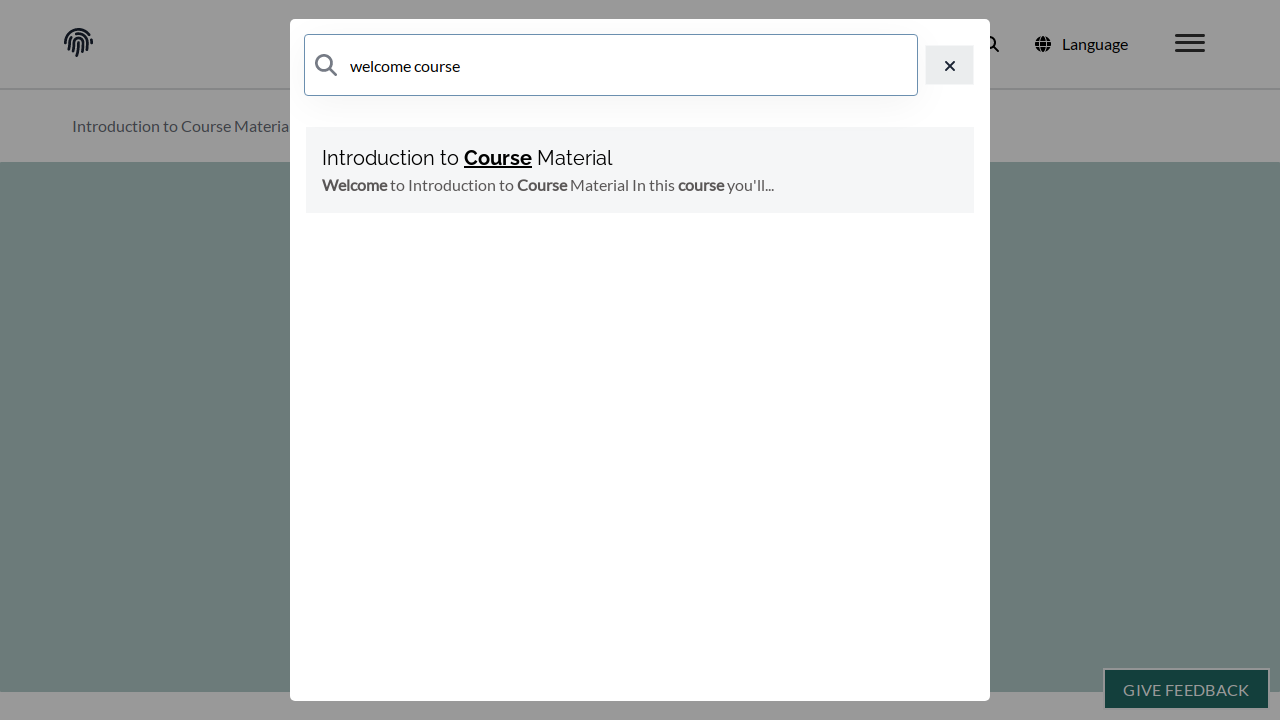 welcome course
Language
Introduction to Course Materia
Introduction to Course Material
Welcome to Introduction to Course Material In this course you'll...
GIVE FEEDBACK